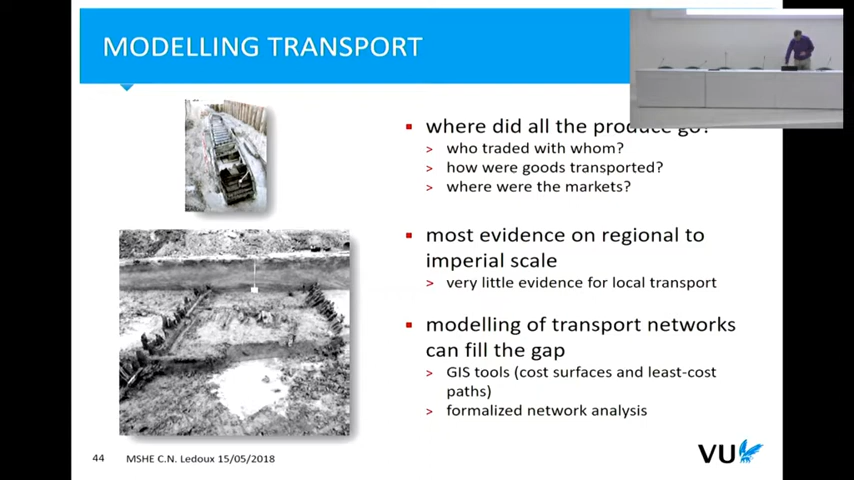 MODELLING TRANSPORT
where did all the produce go?
> who traded with whom?
> how were goods transported?
> where were the markets?
most evidence on regional to
imperial scale
> very little evidence for local transport
modelling of transport networks
can fill the gap
> GIS tools (cost surfaces and least-cost
paths)
> formalized network analysis
44 MSHE C.N. Ledoux 15/05/2018
VU